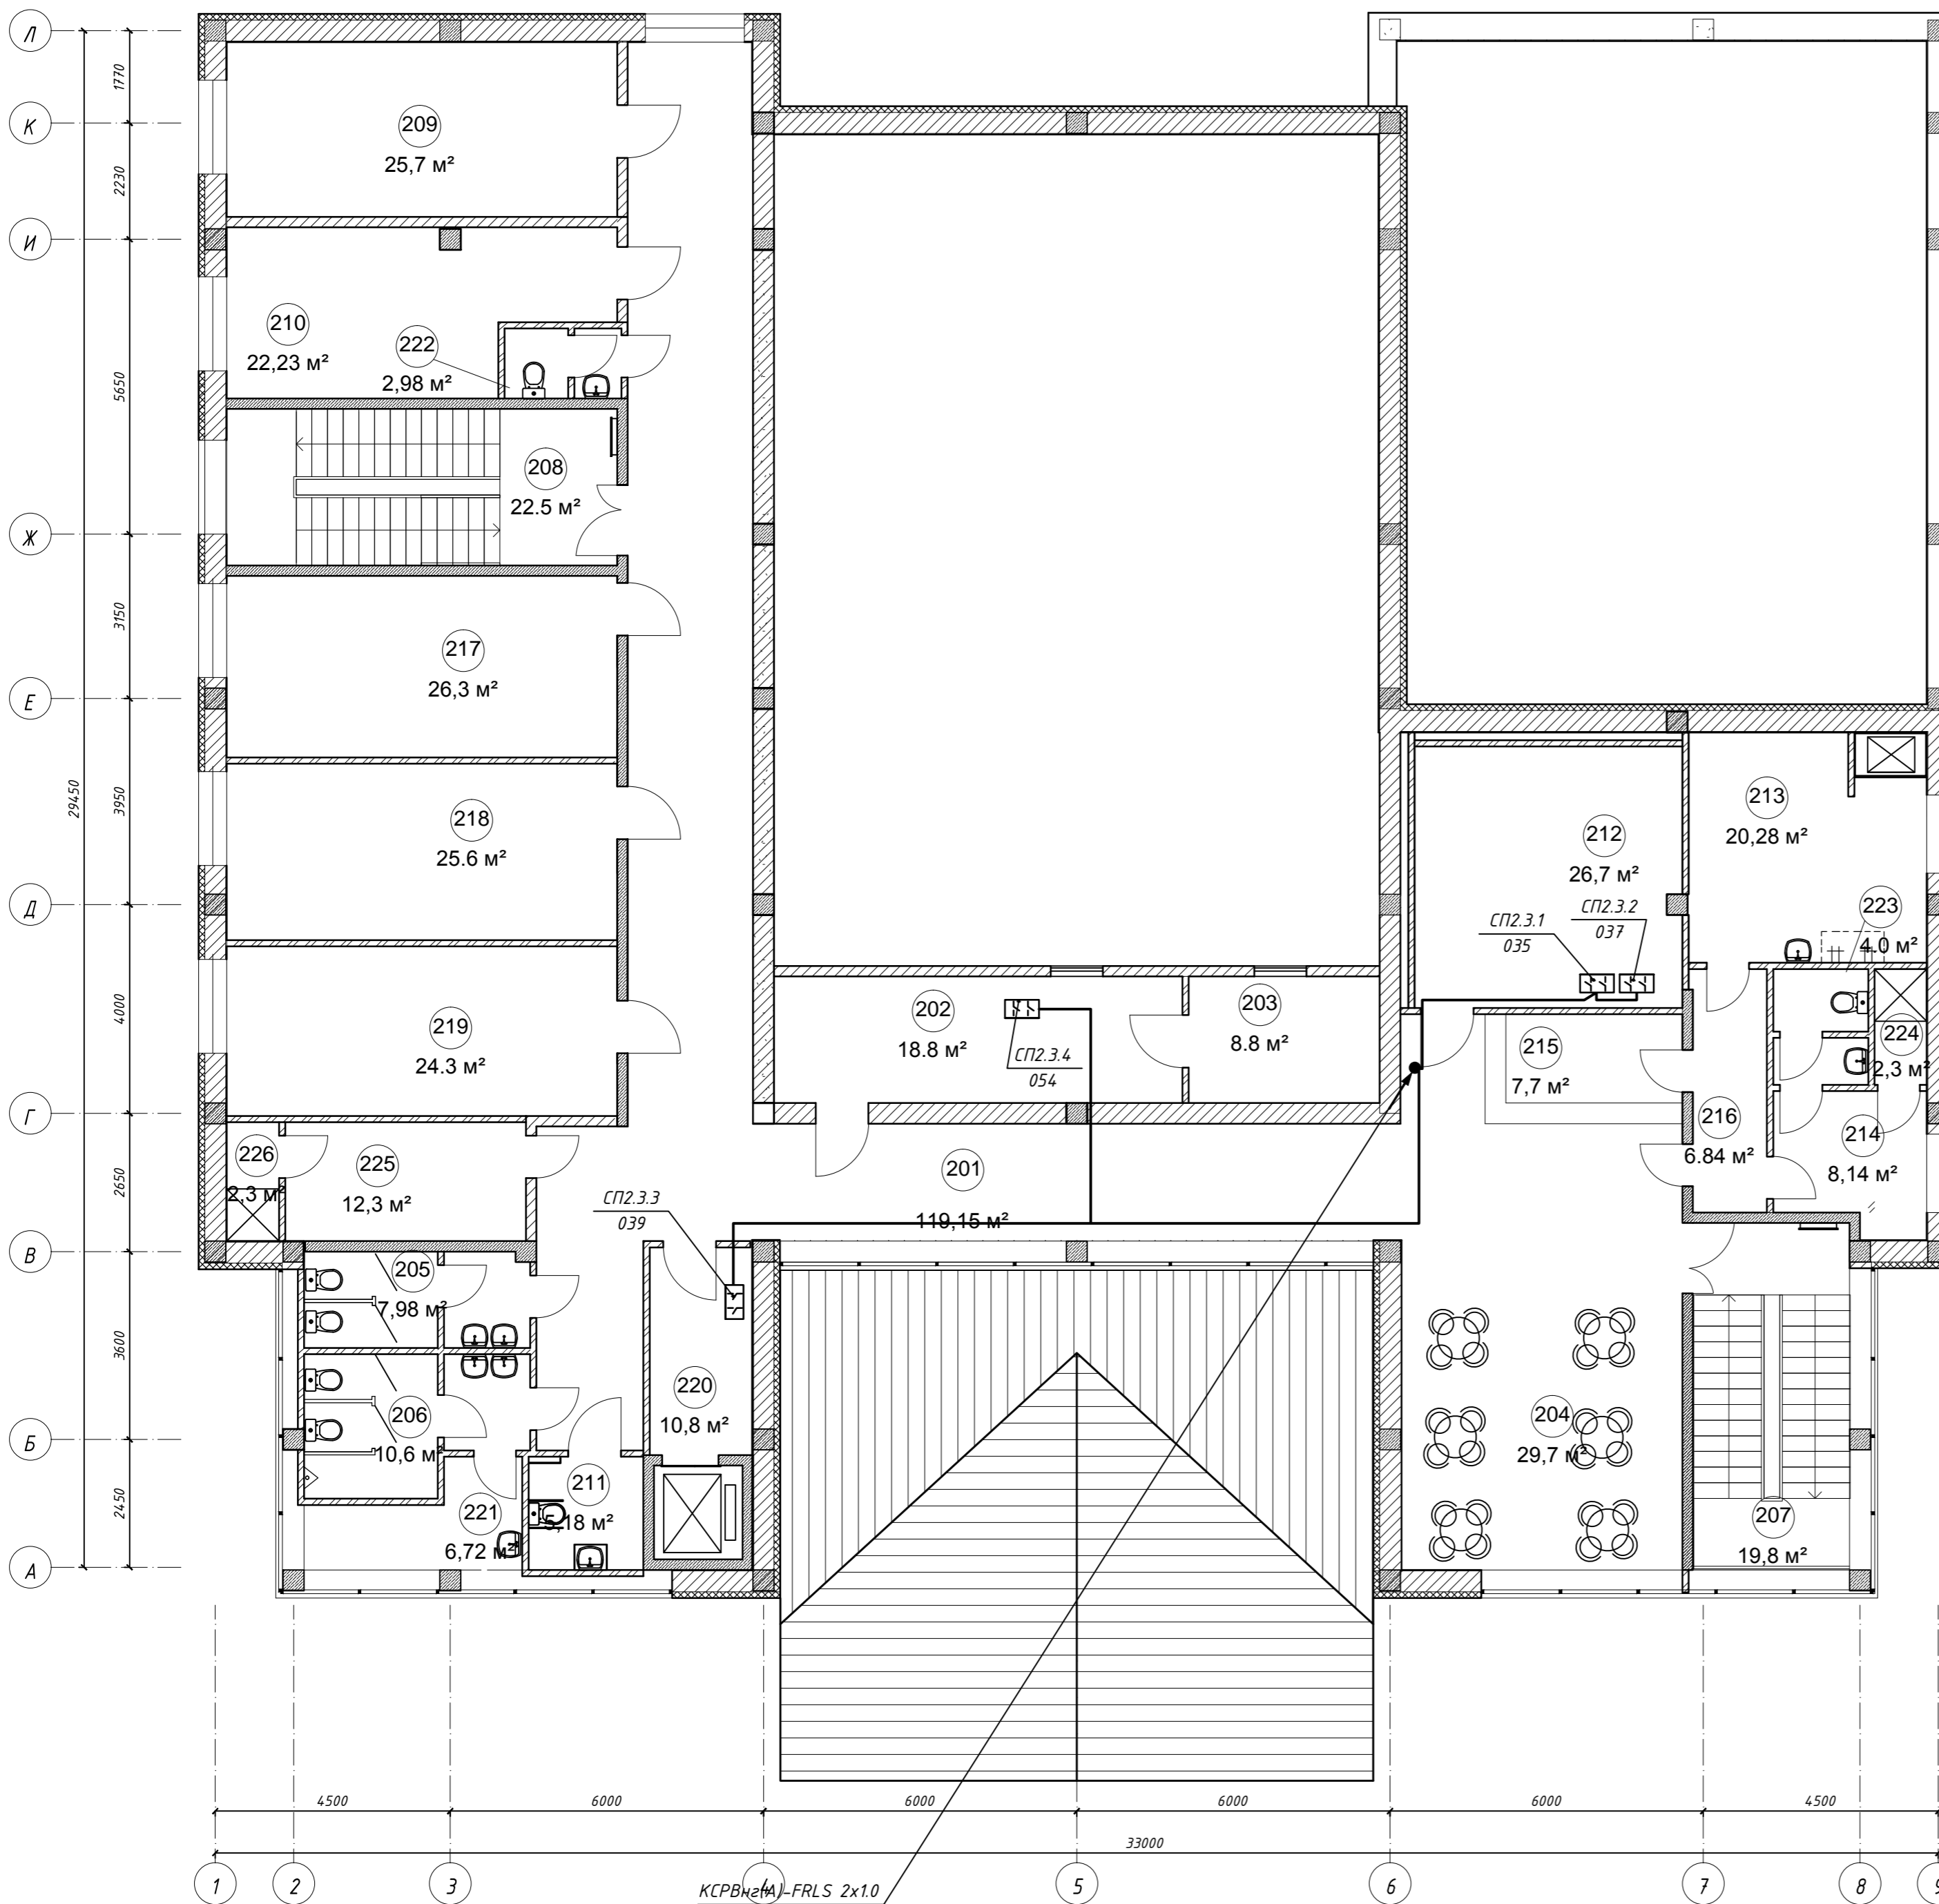 Л
1770
К
209
25,7 м²
2230
И
210
22,23 м²
222
2,98 м²
5650
208
22.5 м²
Ж
3150
217
26,3 м²
Е
29450
3950
218
25.6 м²
213
20,28 м²
212
26,7 м²
Д
СП2.3.1
035
СП2.3.2
037
223
4.0 м²
4000
219
24.3 м²
202
18.8 м²
203
8.8 м²
СП2.3.4
054
215
7,7 м²
224
2,3 м²
Г
226
2,3 м²
225
12,3 м²
2650
216
6.84 м²
214
8,14 м²
201
119,15 м²
СП2.3.3
039
В
205
7,98 м²
3600
220
10,8 м²
206
10,6 м²
204
29,7 м²
Б
2450
211
5,18 м²
221
6,72 м²
207
19,8 м²
А
4500
6000
6000
6000
6000
4500
33000
1
2
3
4
5
6
7
8
9
КСРВнг(А)-FRLS 2х1.0